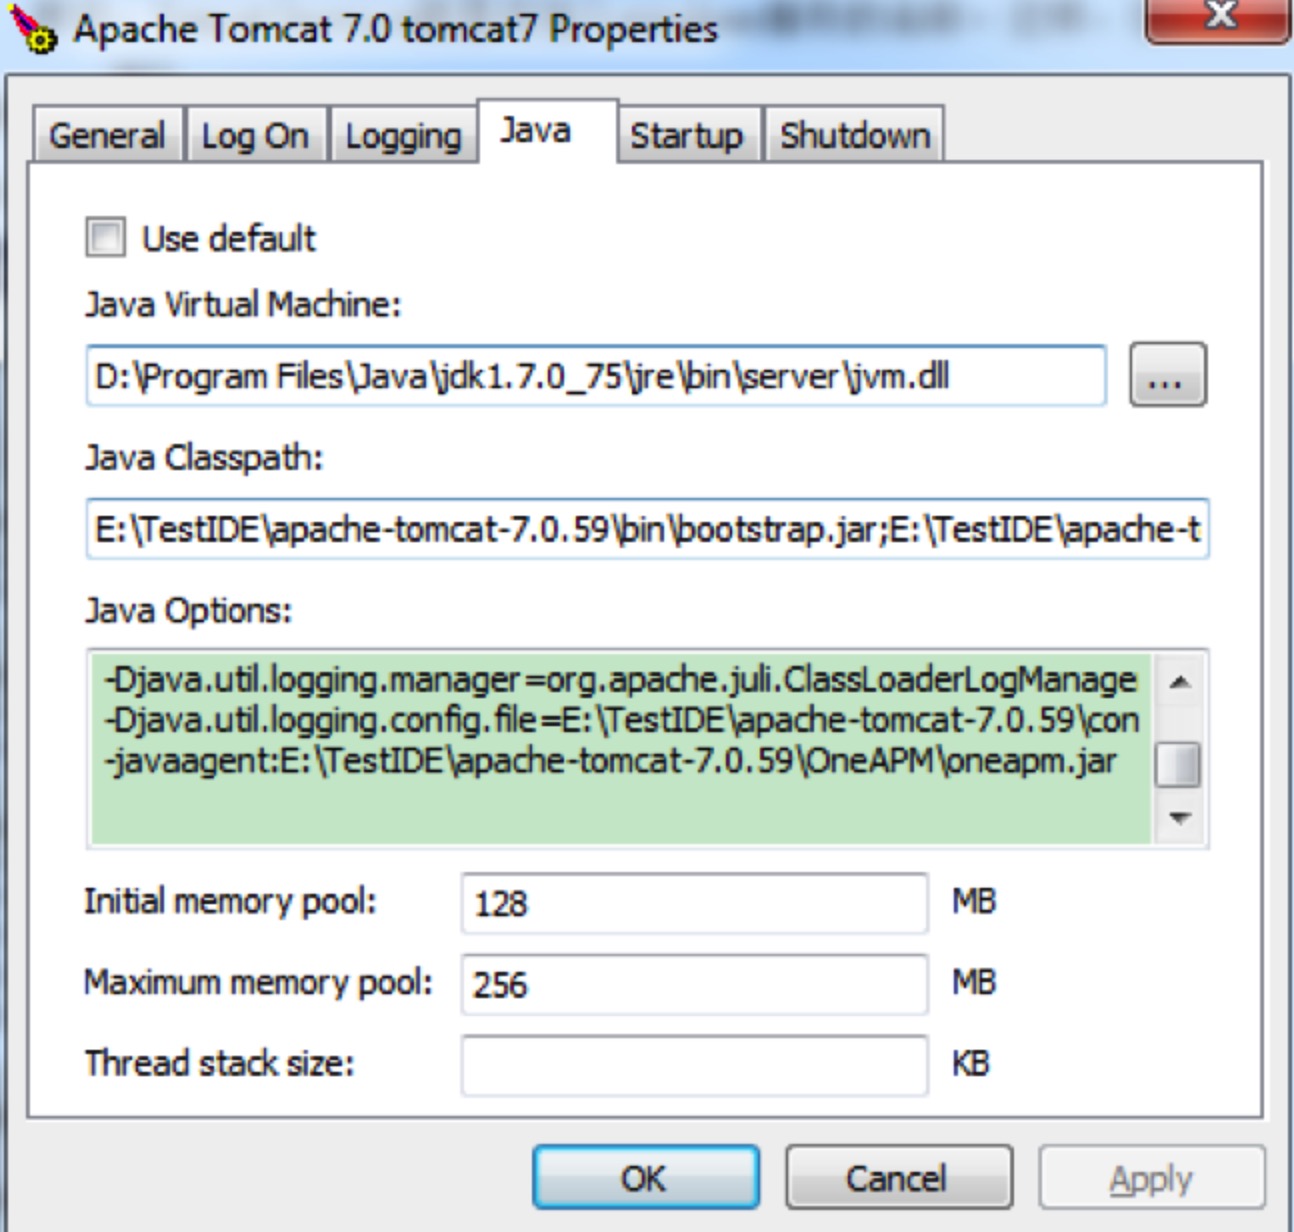 Apache Tomcat 7.0 tomcat7 Properties
General Log On Logging Java Startup Shutdown
Use default
Java Virtual Machine:
D:\Program Files\Java\jdk1.7.0_75\jre\bin\server\jvm.dll
...
Java Classpath:
E:\TestIDE\apache-tomcat-7.0.59\bin\bootstrap.jar;E:\TestIDE\apache-t
Java Options:
-Djava.util.logging.manager=org.apache.juli.ClassLoaderLogManage
-Djava.util.logging.config.file=E:\TestIDE\apache-tomcat-7.0.59\con
-javaagent:E:\TestIDE\apache-tomcat-7.0.59\OneAPM\oneapm.jar
Initial memory pool: 128 MB
Maximum memory pool: 256 MB
Thread stack size: KB
OK Cancel Apply